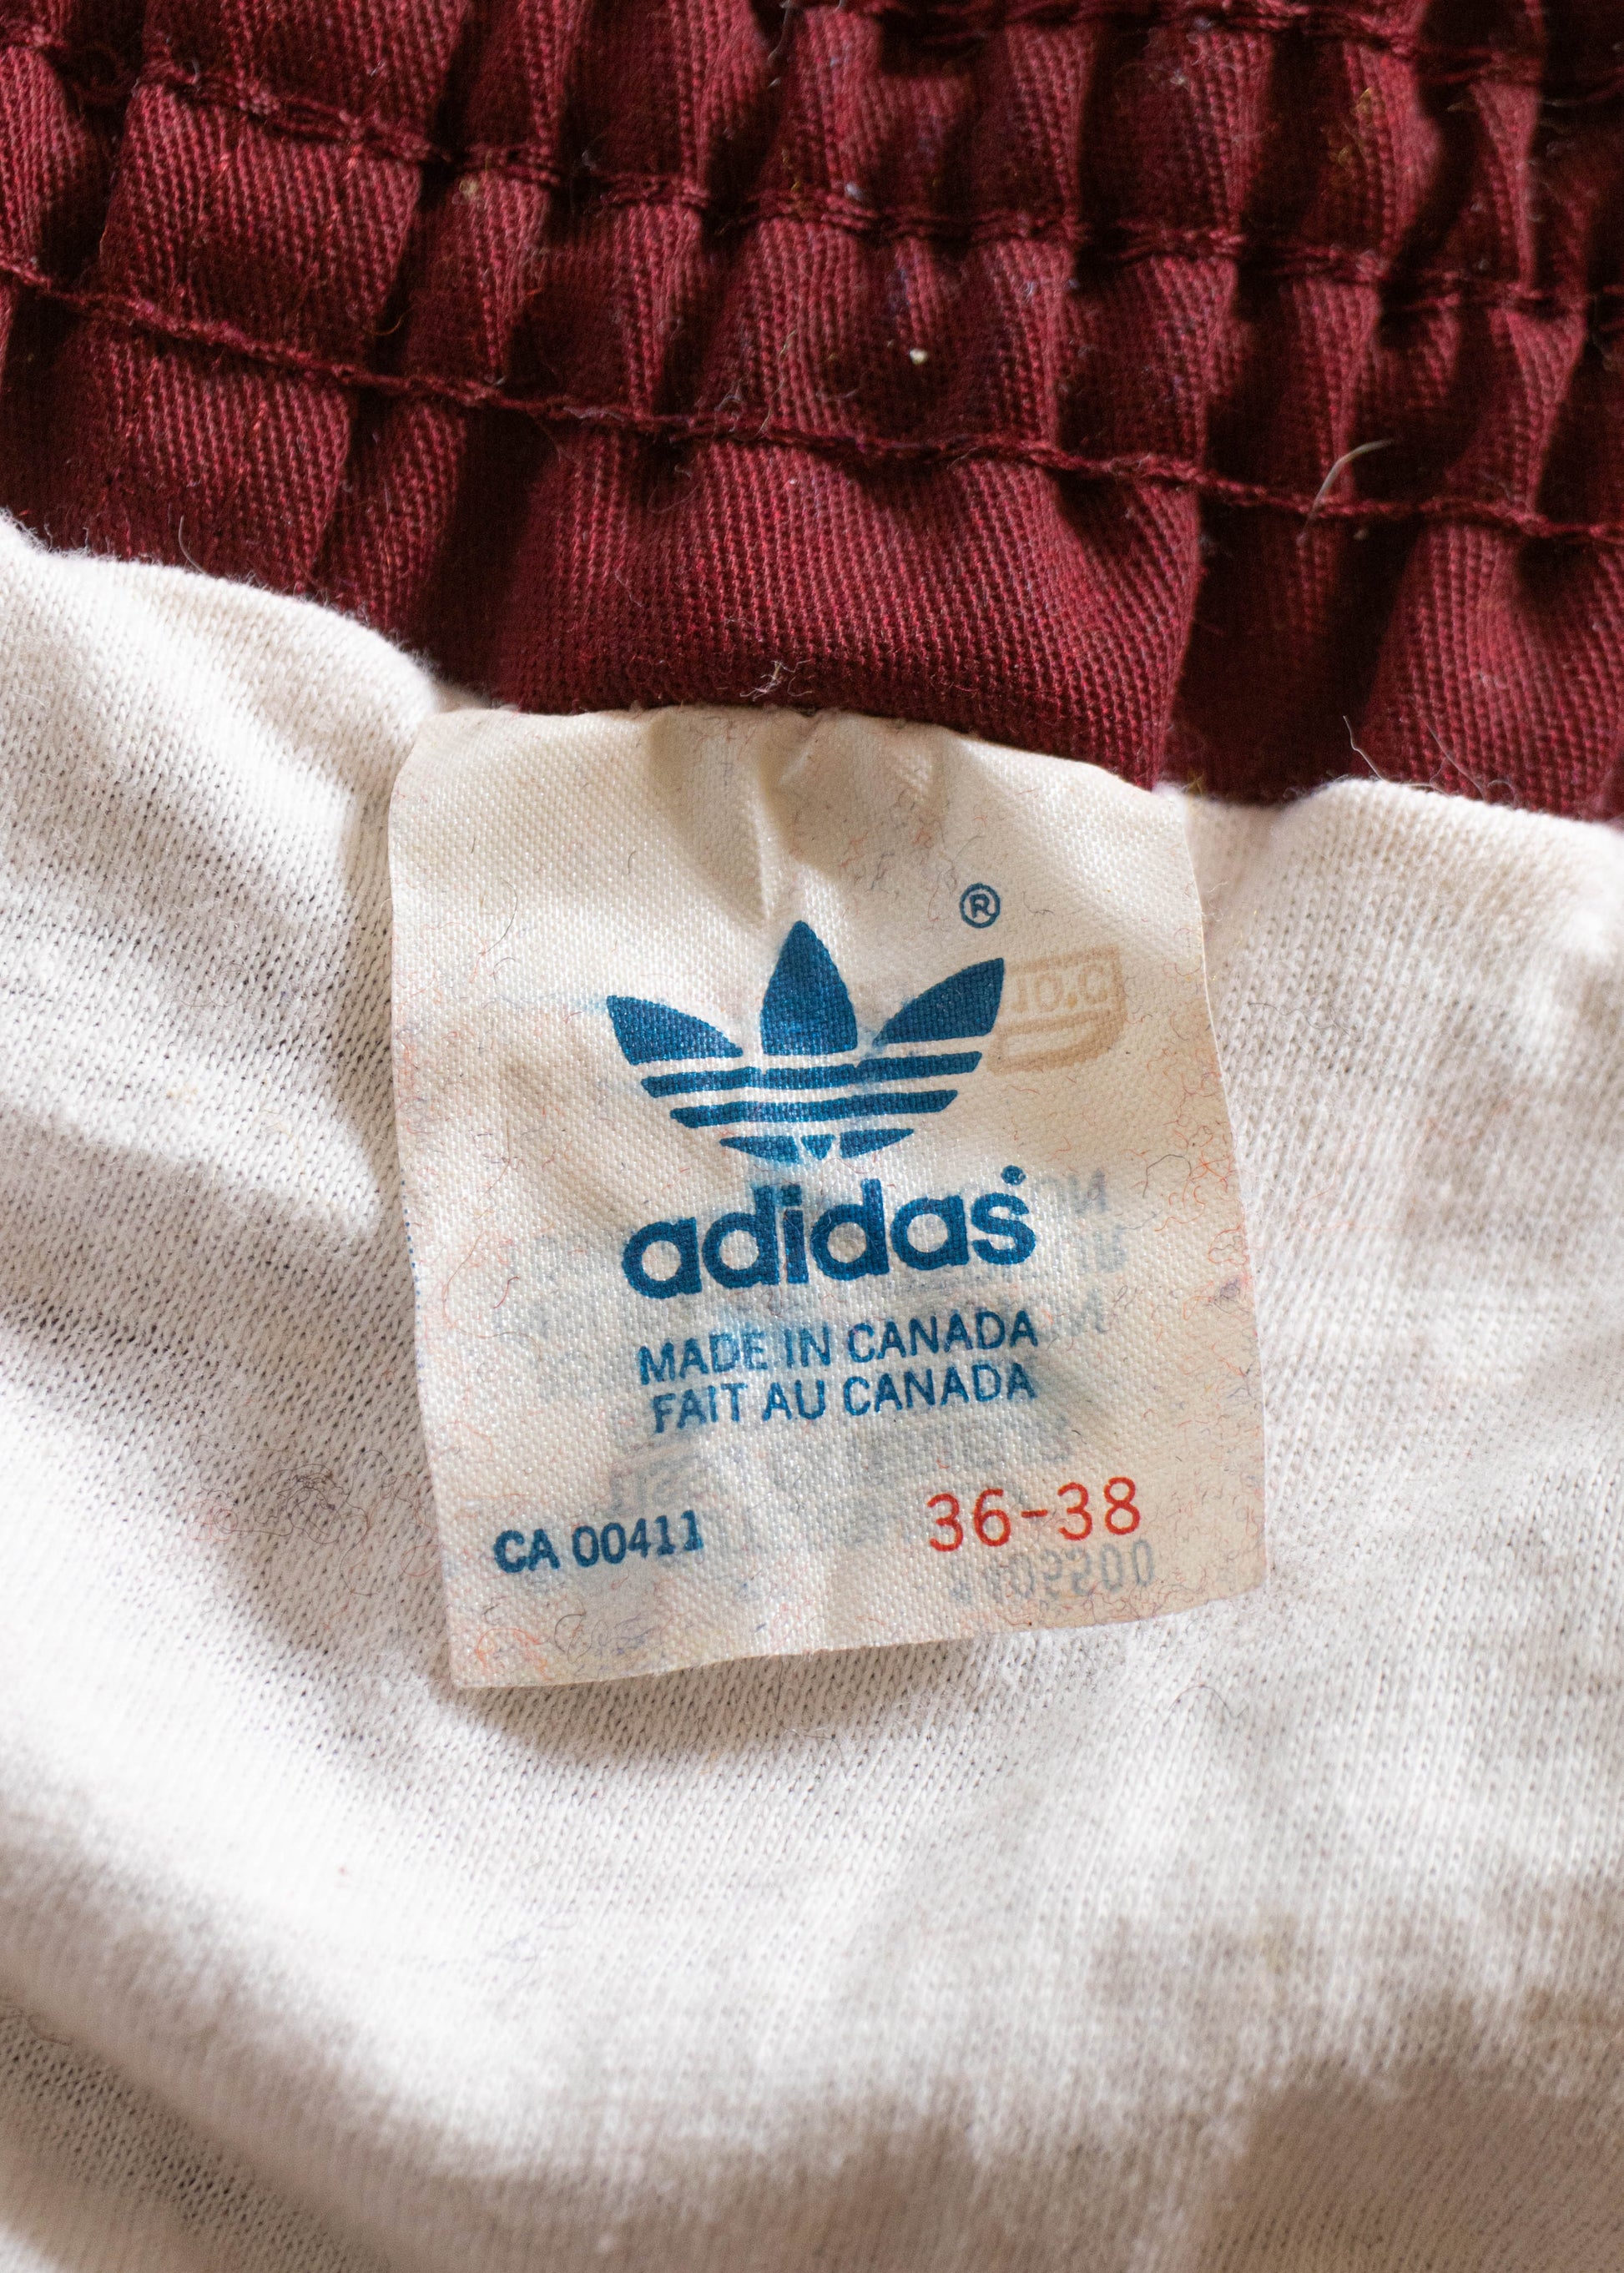 ®
adidas
MADE IN CANADA
FAIT AU CANADA
CA 00411
36-38